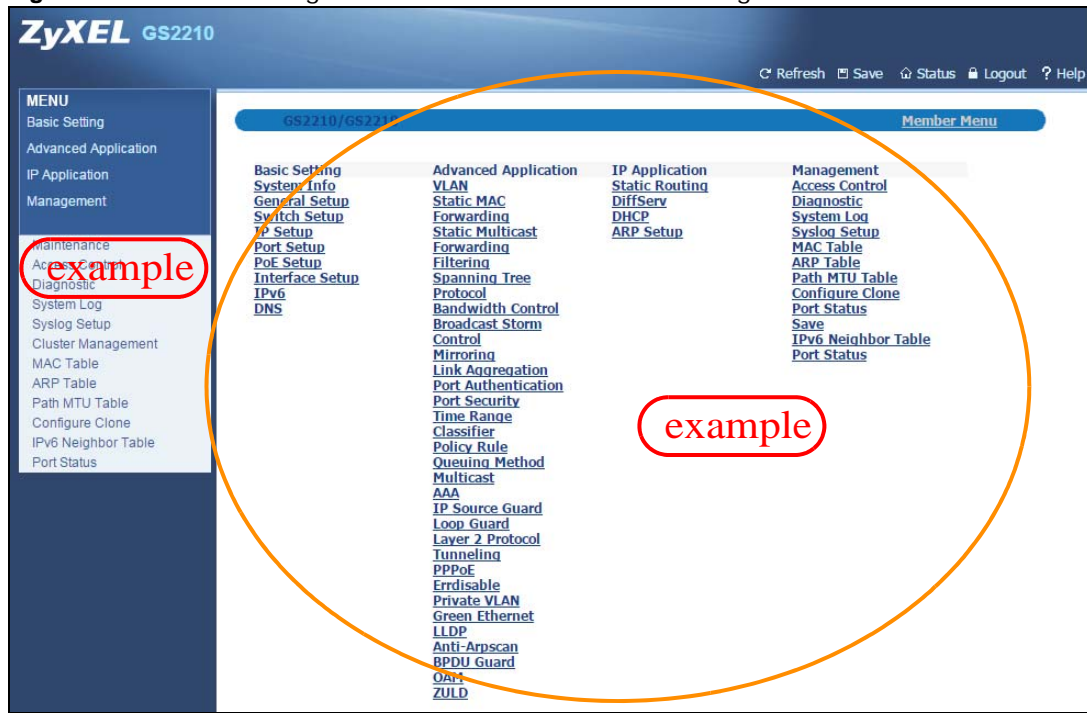 ZyXEL GS2210
Refresh Save Status Logout ? Help
MENU
Basic Setting
Advanced Application
IP Application
Management
Maintenance
Access Control
Diagnostic
System Log
Syslog Setup
Cluster Management
MAC Table
ARP Table
Path MTU Table
Configure Clone
IPv6 Neighbor Table
Port Status
example
GS2210/GS2210
Member Menu
Basic Setting
System Info
General Setup
Switch Setup
IP Setup
Port Setup
PoE Setup
Interface Setup
IPv6
DNS
Advanced Application
VLAN
Static MAC
Forwarding
Static Multicast
Forwarding
Filtering
Spanning Tree
Protocol
Bandwidth Control
Broadcast Storm
Control
Mirroring
Link Aggregation
Port Authentication
Port Security
Time Range
Classifier
Policy Rule
Queuing Method
Multicast
AAA
IP Source Guard
Loop Guard
Layer 2 Protocol
Tunneling
PPPoE
Errdisable
Private VLAN
Green Ethernet
LLDP
Anti-Arpscan
BPDU Guard
OAM
ZULD
IP Application
Static Routing
DiffServ
DHCP
ARP Setup
Management
Access Control
Diagnostic
System Log
Syslog Setup
MAC Table
ARP Table
Path MTU Table
Configure Clone
Port Status
Save
IPv6 Neighbor Table
Port Status
example